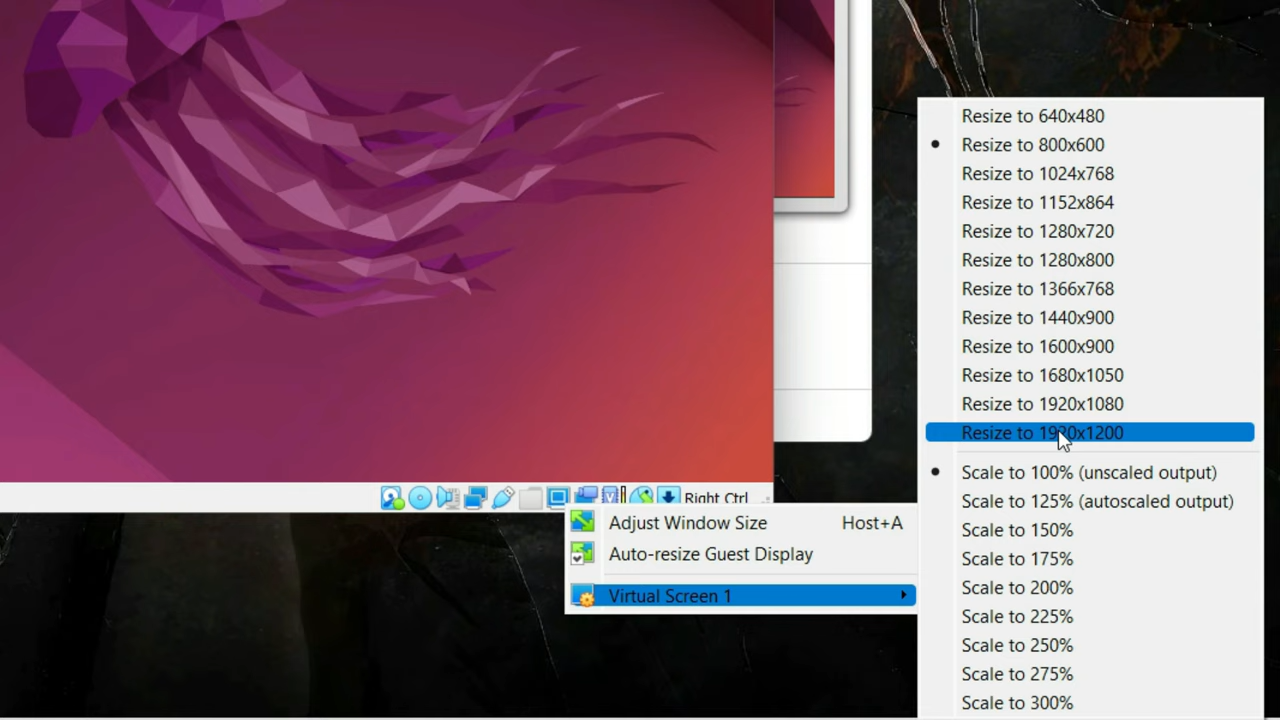 Resize to 640x480
Resize to 800x600
Resize to 1024x768
Resize to 1152x864
Resize to 1280x720
Resize to 1280x800
Resize to 1366x768
Resize to 1440x900
Resize to 1600x900
Resize to 1680x1050
Resize to 1920x1080
Resize to 1920x1200
Scale to 100% (unscaled output)
Scale to 125% (autoscaled output)
Scale to 150%
Scale to 175%
Scale to 200%
Scale to 225%
Scale to 250%
Scale to 275%
Scale to 300%
Right Ctrl
Adjust Window Size Host+A
Auto-resize Guest Display
Virtual Screen 1